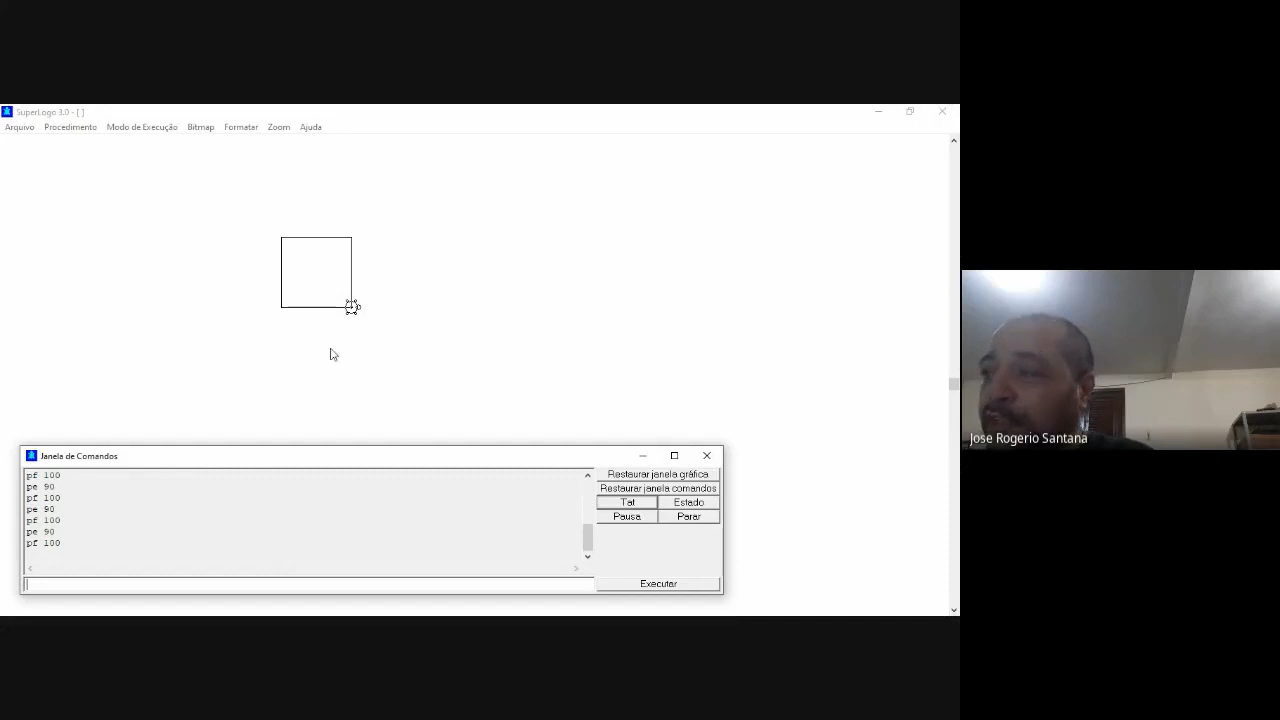 SuperLogo 3.0 - [ ]
Arquivo Procedimento Modo de Execução Bitmap Formatar Zoom Ajuda
Janela de Comandos
pf 100
pe 90
pf 100
pe 90
pf 100
pe 90
pf 100
Restaurar janela gráfica
Restaurar janela comandos
Tat Estado
Pausa Parar
Executar
Jose Rogerio Santana